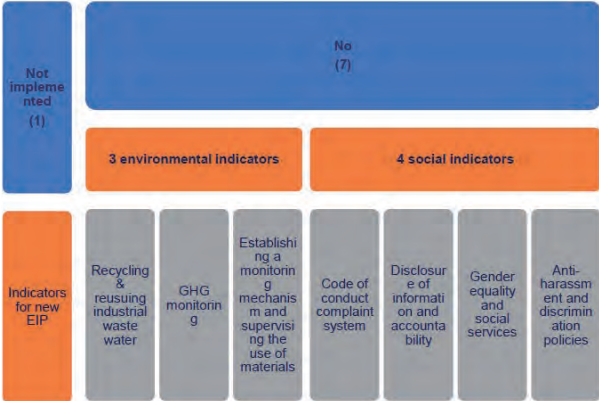 Not
impleme
nted
(1)
No
(7)
3 environmental indicators
4 social indicators
Indicators
for new
EIP
Recycling
&
reusuing
industrial
waste
water
GHG
monitorin
g
Establishi
ng a
monitorin
g
mechanis
m and
supervisi
ng the
use of
materials
Code of
conduct
complaint
system
Disclosur
e of
informati
on and
accounta
bility
Gender
equality
and
social
services
Anti-
harassm
ent and
discrimin
ation
policies